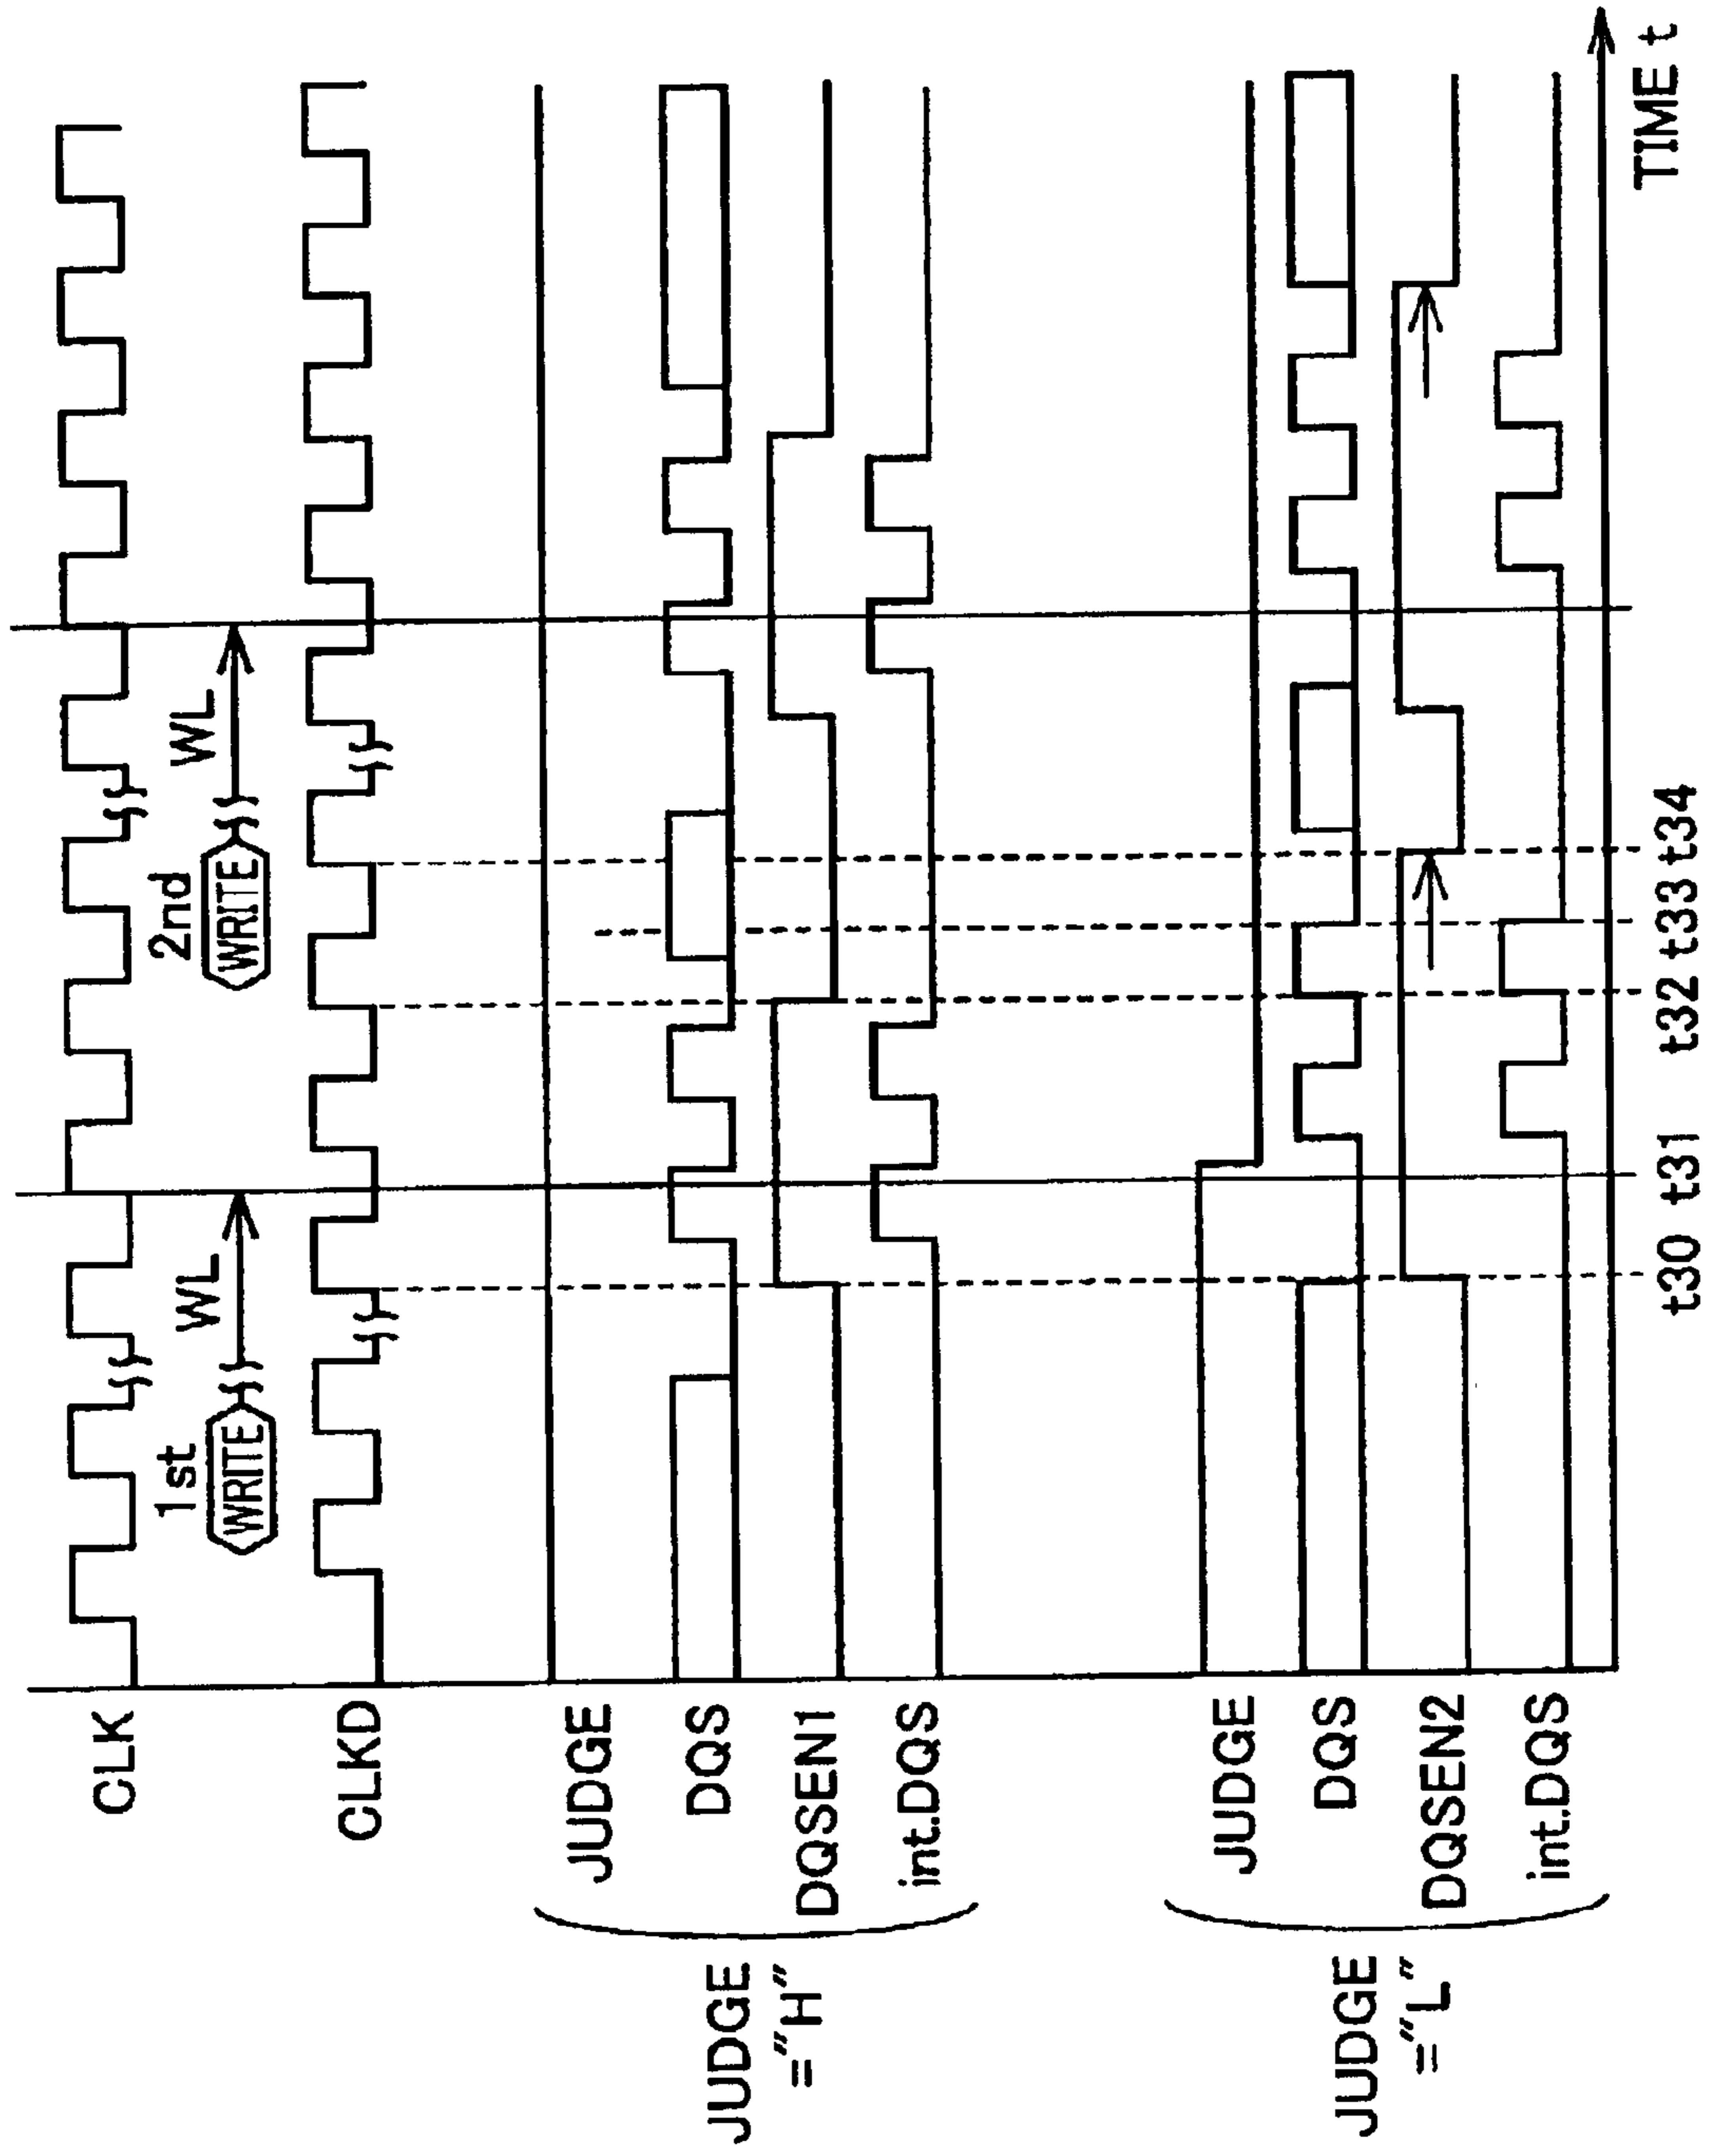 CLK
1st
2nd
WRITE
WL
WRITE
WL
CLKD
JUDGE
="H"
JUDGE
DQS
DQSEN1
int.DQS
JUDGE
="L"
JUDGE
DQS
DQSEN2
int.DQS
t30 t31 t32 t33 t34
TIME t